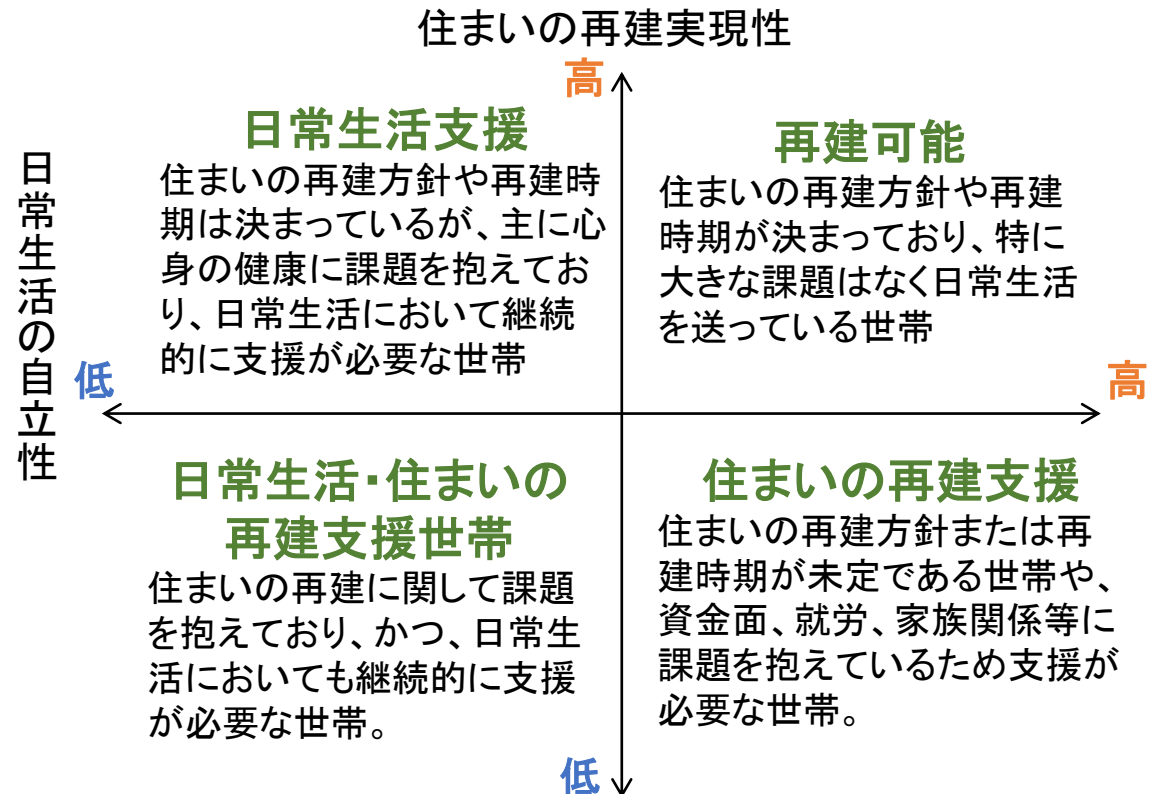 住まいの再建実現性
高
日常生活の自立性
低
高
日常生活支援
住まいの再建方針や再建時
期は決まっているが、主に心
身の健康に課題を抱えてお
り、日常生活において継続
的に支援が必要な世帯
再建可能
住まいの再建方針や再建
時期が決まっており、特に
大きな課題はなく日常生活
を送っている世帯
日常生活・住まいの
再建支援世帯
住まいの再建に関して課題
を抱えており、かつ、日常生
活においても継続的に支援
が必要な世帯。
住まいの再建支援
住まいの再建方針または再
建時期が未定である世帯や、
資金面、就労、家族関係等に
課題を抱えているため支援が
必要な世帯。
低